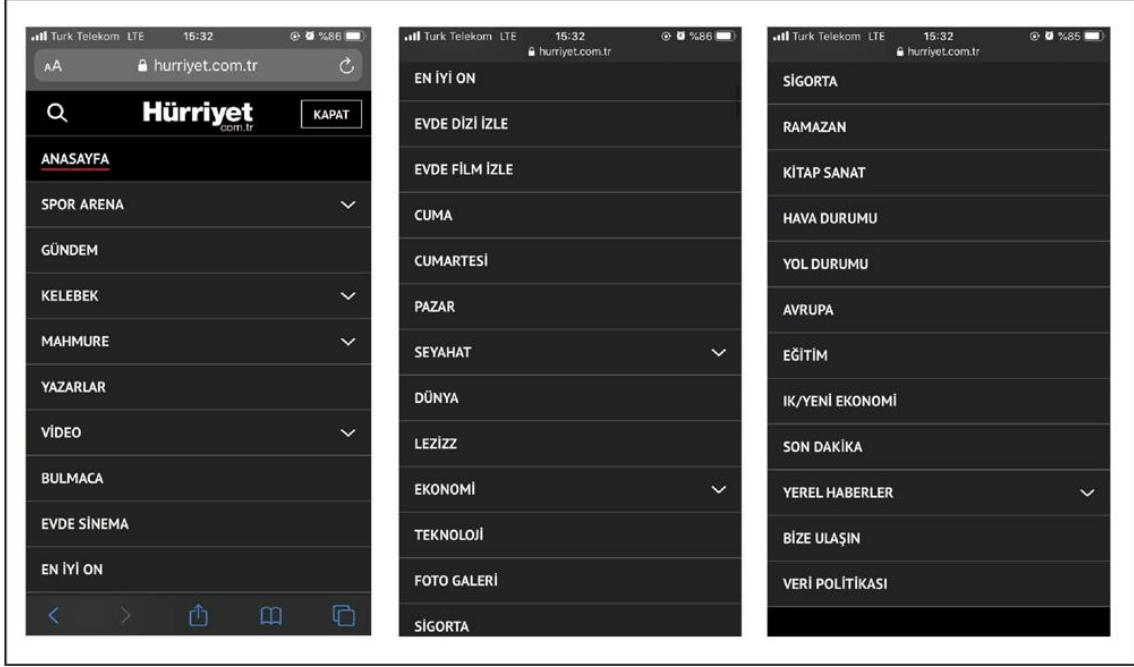 Turk Telekom LTE 15:32 %86
AA hurriyet.com.tr
Hürriyet KAPAT
com.tr
ANASAYFA
SPOR ARENA
GÜNDEM
KELEBEK
MAHMURE
YAZARLAR
VİDEO
BULMACA
EVDE SİNEMA
EN İYİ ON
Turk Telekom LTE 15:32 %86
hurriyet.com.tr
EN İYİ ON
EVDE DİZİ İZLE
EVDE FİLM İZLE
CUMA
CUMARTESİ
PAZAR
SEYAHAT
DÜNYA
LEZİZZ
EKONOMİ
TEKNOLOJİ
FOTO GALERİ
SİGORTA
Turk Telekom LTE 15:32 %85
hurriyet.com.tr
SİGORTA
RAMAZAN
KİTAP SANAT
HAVA DURUMU
YOL DURUMU
AVRUPA
EĞİTİM
IK/YENİ EKONOMİ
SON DAKİKA
YEREL HABERLER
BİZE ULAŞIN
VERİ POLİTİKASI